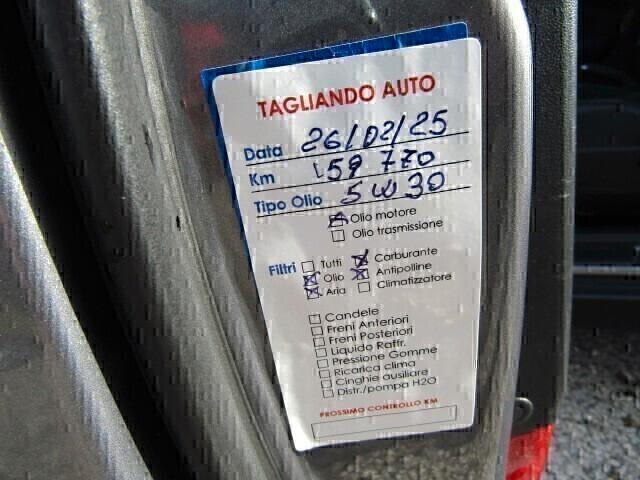 TAGLIANDO AUTO
Data 26/02/25
Km 159 770
Tipo Olio 5W30
Olio motore
Olio trasmissione
Filtri Tutti Carburante
Olio Antipolline
Aria Climatizzatore
Candele
Freni Anteriori
Freni Posteriori
Liquido Raffr.
Pressione Gomme
Ricarica clima
Cinghie ausiliare
Distr./pompa H2O
PROSSIMO CONTROLLO KM